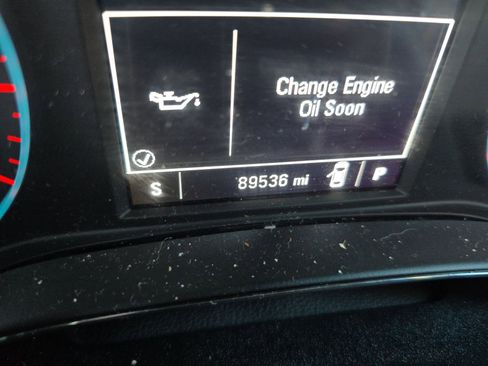 Change Engine
Oil Soon
S 89536 mi P